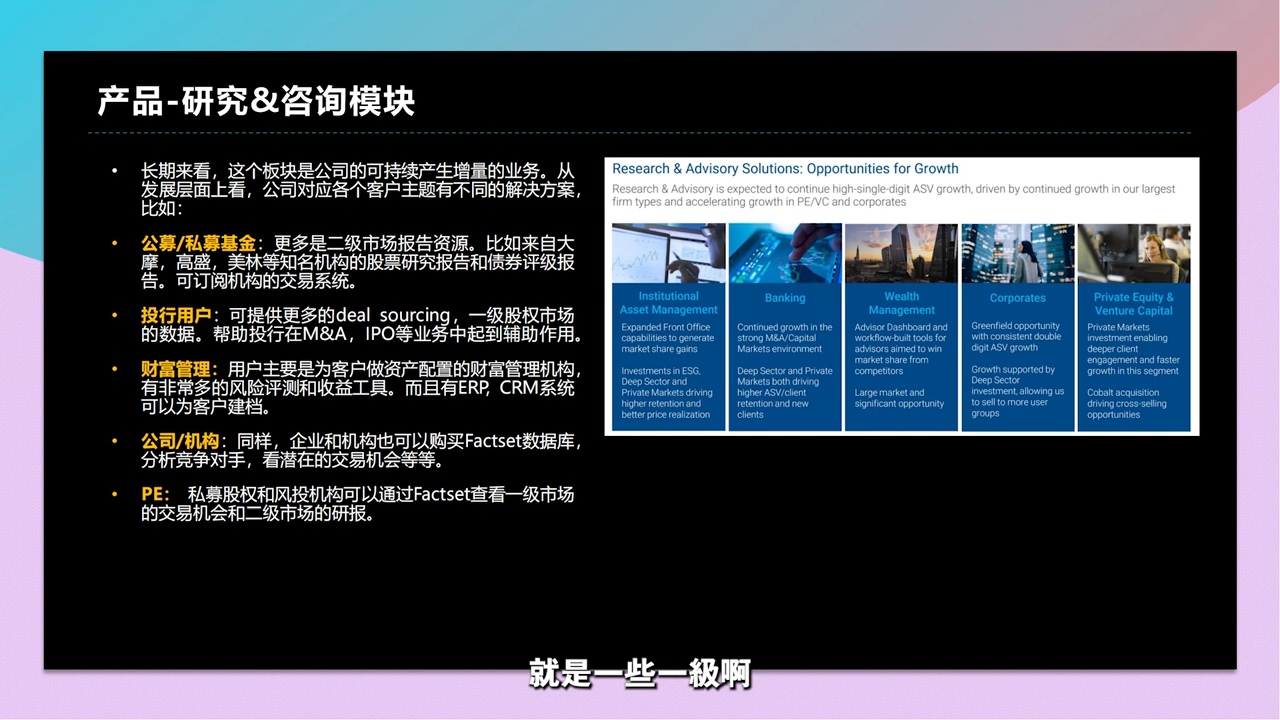 产品-研究&咨询模块
• 长期来看，这个板块是公司的可持续产生增量的业务。从
发展层面上看，公司对应各个客户主题有不同的解决方案，
比如：
• 公募/私募基金：更多是二级市场报告资源。比如来自大
摩，高盛，美林等知名机构的股票研究报告和债券评级报
告。可订阅机构的交易系统。
• 投行用户：可提供更多的deal sourcing，一级股权市场
的数据。帮助投行在M&A，IPO等业务中起到辅助作用。
• 财富管理：用户主要是为客户做资产配置的财富管理机构，
有非常多的风险评测和收益工具。而且有ERP, CRM系统
可以为客户建档。
• 公司/机构：同样，企业和机构也可以购买Factset数据库，
分析竞争对手，看潜在的交易机会等等。
• PE： 私募股权和风投机构可以通过Factset查看一级市场
的交易机会和二级市场的研报。
Research & Advisory Solutions: Opportunities for Growth
Research & Advisory is expected to continue high-single-digit ASV growth, driven by continued growth in our largest
firm types and accelerating growth in PE/VC and corporates
Institutional
Asset Management
Expanded Front Office
capabilities to generate
market share gains
Investments in ESG,
Deep Sector and
Private Markets driving
higher retention and
better price realization
Banking
Continued growth in the
strong M&A/Capital
Markets environment
Deep Sector and Private
Markets both driving
higher ASV/client
retention and new
clients
Wealth
Management
Advisor Dashboard and
workflow-built tools for
advisors aimed to win
market share from
competitors
Large market and
significant opportunity
Corporates
Greenfield opportunity
with consistent double
digit ASV growth
Growth supported by
Deep Sector
investment, allowing us
to sell to more user
groups
Private Equity &
Venture Capital
Private Markets
investment enabling
deeper client
engagement and faster
growth in this segment
Cobalt acquisition
driving cross-selling
opportunities
就是一些一級啊